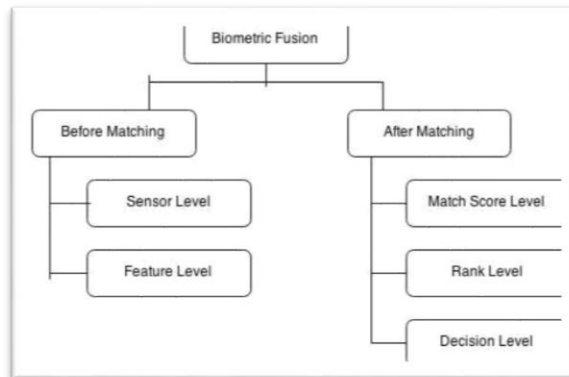 Biometric Fusion
Before Matching
After Matching
Sensor Level
Match Score Level
Feature Level
Rank Level
Decision Level